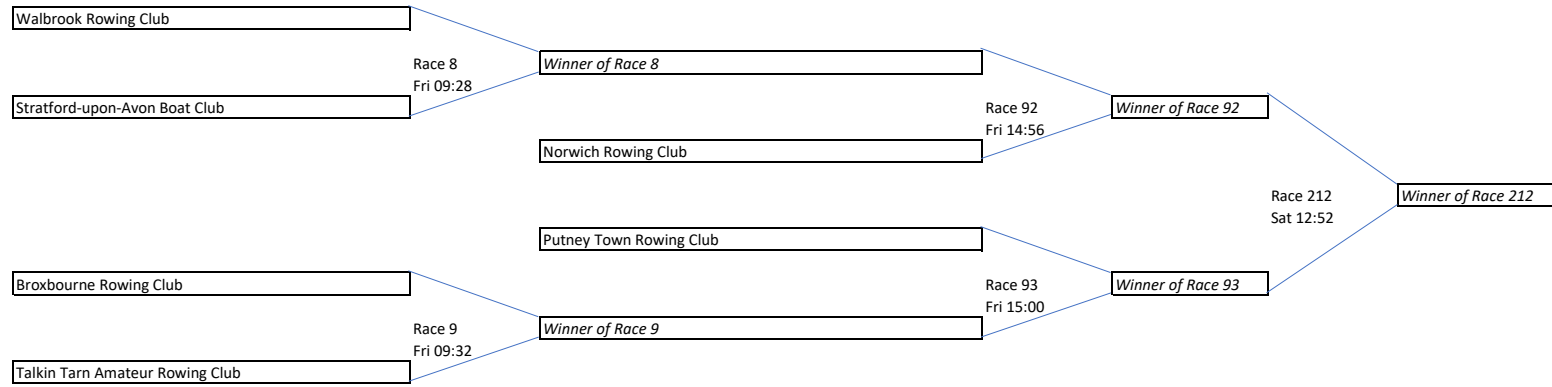 Walbrook Rowing Club
Race 8
Fri 09:28
Winner of Race 8
Stratford-upon-Avon Boat Club
Race 92
Fri 14:56
Winner of Race 92
Norwich Rowing Club
Race 212
Sat 12:52
Winner of Race 212
Putney Town Rowing Club
Broxbourne Rowing Club
Race 93
Fri 15:00
Winner of Race 93
Race 9
Fri 09:32
Winner of Race 9
Talkin Tarn Amateur Rowing Club